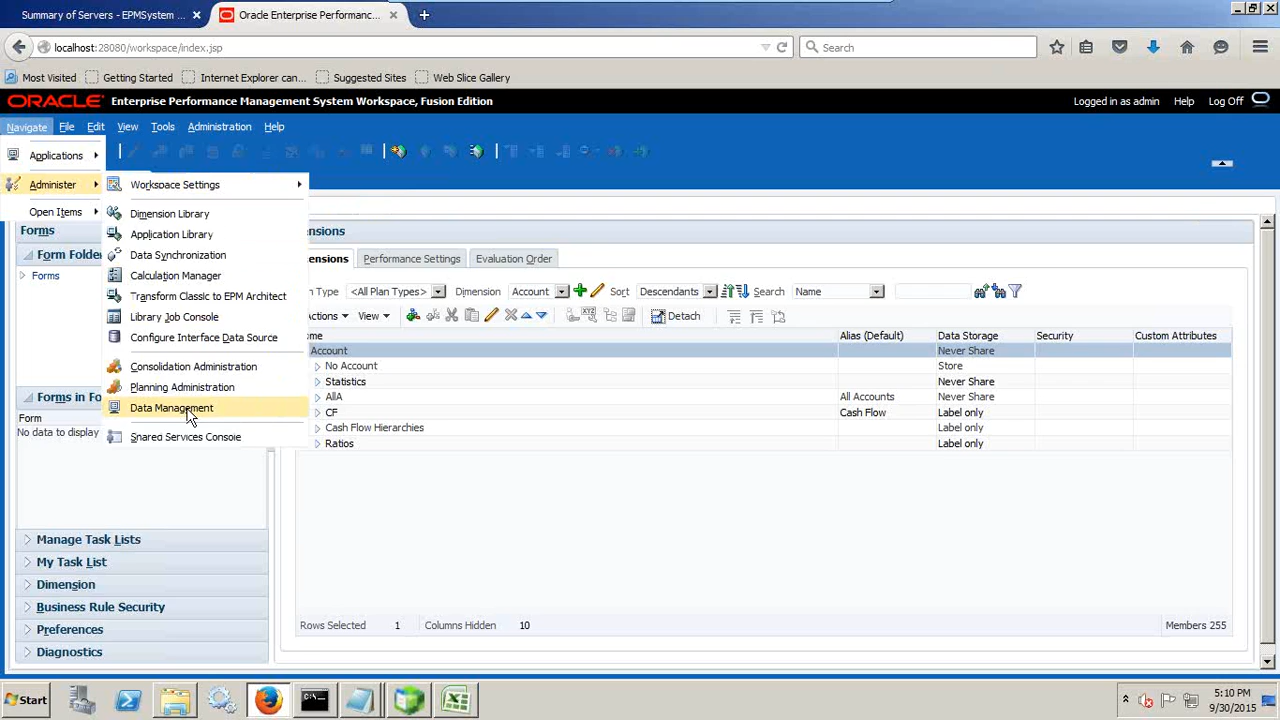 Summary of Servers - EPMSystem ... ×
Oracle Enterprise Performanc... ×
localhost:28080/workspace/index.jsp
Search
Most Visited
Getting Started
Internet Explorer can...
Suggested Sites
Web Slice Gallery
ORACLE
Enterprise Performance Management System Workspace, Fusion Edition
Logged in as admin
Help
Log Off
Navigate File Edit View Tools Administration Help
Applications
Administer
Open Items
Workspace Settings
Dimension Library
Application Library
Data Synchronization
Calculation Manager
Transform Classic to EPM Architect
Library Job Console
Configure Interface Data Source
Consolidation Administration
Planning Administration
Data Management
Shared Services Console
Forms
Form Folde
Forms
Forms in Fo
Form
No data to display
Manage Task Lists
My Task List
Dimension
Business Rule Security
Preferences
Diagnostics
ensions
ensions Performance Settings Evaluation Order
n Type <All Plan Types> Dimension Account Sort Descendants Search Name
ctions View Detach
me Alias (Default) Data Storage Security Custom Attributes
Account Never Share
No Account Store
Statistics Never Share
AllA All Accounts Never Share
CF Cash Flow Label only
Cash Flow Hierarchies Label only
Ratios Label only
Rows Selected 1 Columns Hidden 10 Members 255
Start
5:10 PM
9/30/2015